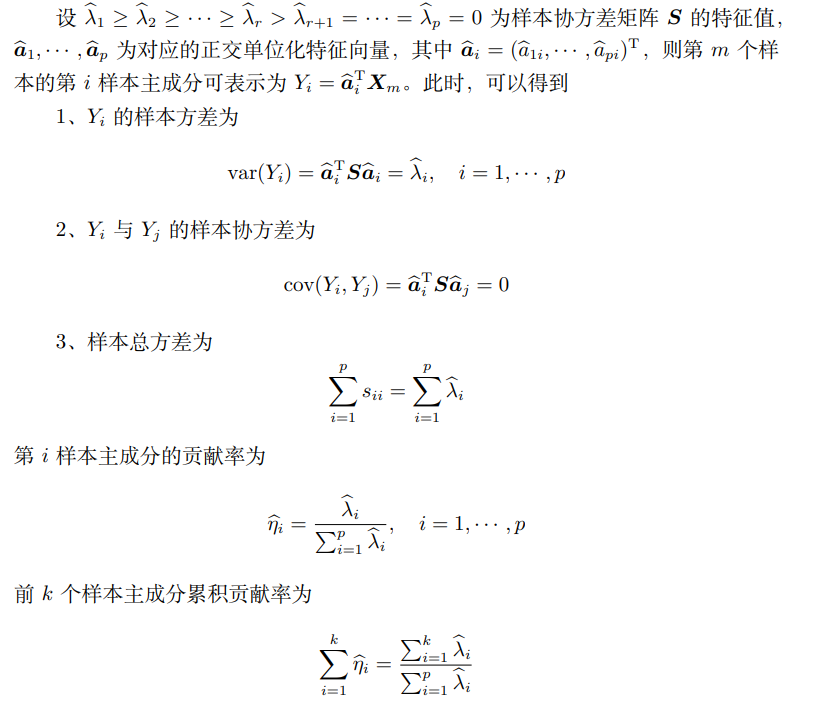 设 $\widehat{\lambda}_1 \geq \widehat{\lambda}_2 \geq \cdots \geq \widehat{\lambda}_r > \widehat{\lambda}_{r+1} = \cdots = \widehat{\lambda}_p = 0$ 为样本协方差矩阵 $\boldsymbol{S}$ 的特征值，
$\widehat{\boldsymbol{a}}_1, \cdots, \widehat{\boldsymbol{a}}_p$ 为对应的正交单位化特征向量，其中 $\widehat{\boldsymbol{a}}_i = (\widehat{a}_{1i}, \cdots, \widehat{a}_{pi})^{\mathrm{T}}$，则第 $m$ 个样
本的第 $i$ 样本主成分可表示为 $Y_i = \widehat{\boldsymbol{a}}_i^{\mathrm{T}} \boldsymbol{X}_m$。此时，可以得到
1、$Y_i$ 的样本方差为
$\mathrm{var}(Y_i) = \widehat{\boldsymbol{a}}_i^{\mathrm{T}} \boldsymbol{S} \widehat{\boldsymbol{a}}_i = \widehat{\lambda}_i, \quad i = 1, \cdots, p$
2、$Y_i$ 与 $Y_j$ 的样本协方差为
$\mathrm{cov}(Y_i, Y_j) = \widehat{\boldsymbol{a}}_i^{\mathrm{T}} \boldsymbol{S} \widehat{\boldsymbol{a}}_j = 0$
3、样本总方差为
$\sum_{i=1}^{p} s_{ii} = \sum_{i=1}^{p} \widehat{\lambda}_i$
第 $i$ 样本主成分的贡献率为
$\widehat{\eta}_i = \frac{\widehat{\lambda}_i}{\sum_{i=1}^{p} \widehat{\lambda}_i}, \quad i = 1, \cdots, p$
前 $k$ 个样本主成分累积贡献率为
$\sum_{i=1}^{k} \widehat{\eta}_i = \frac{\sum_{i=1}^{k} \widehat{\lambda}_i}{\sum_{i=1}^{p} \widehat{\lambda}_i}$